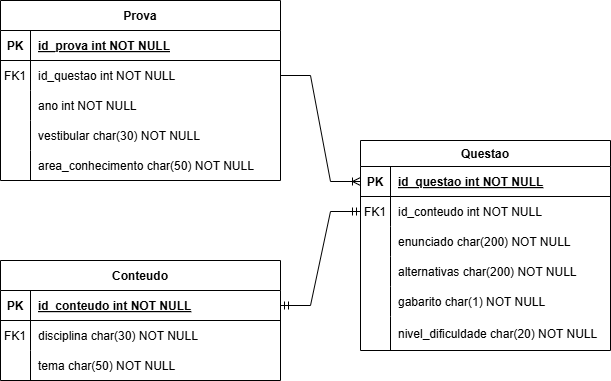 Prova
PK id_prova int NOT NULL
FK1 id_questao int NOT NULL
ano int NOT NULL
vestibular char(30) NOT NULL
area_conhecimento char(50) NOT NULL
Questao
PK id_questao int NOT NULL
FK1 id_conteudo int NOT NULL
enunciado char(200) NOT NULL
alternativas char(200) NOT NULL
gabarito char(1) NOT NULL
nivel_dificuldade char(20) NOT NULL
Conteudo
PK id_conteudo int NOT NULL
FK1 disciplina char(30) NOT NULL
tema char(50) NOT NULL